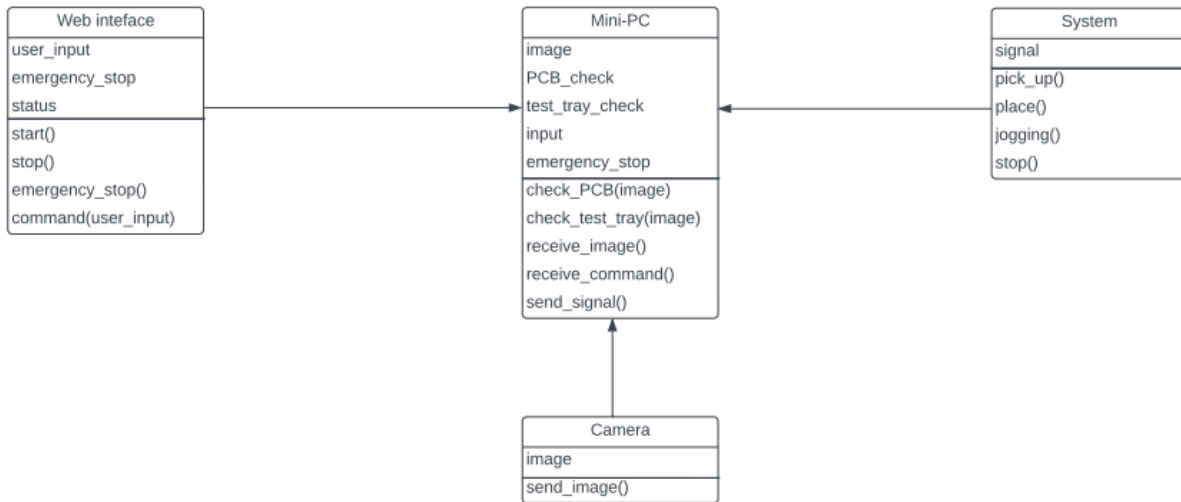 Web inteface
user_input
emergency_stop
status
start()
stop()
emergency_stop()
command(user_input)
Mini-PC
image
PCB_check
test_tray_check
input
emergency_stop
check_PCB(image)
check_test_tray(image)
receive_image()
receive_command()
send_signal()
System
signal
pick_up()
place()
jogging()
stop()
Camera
image
send_image()